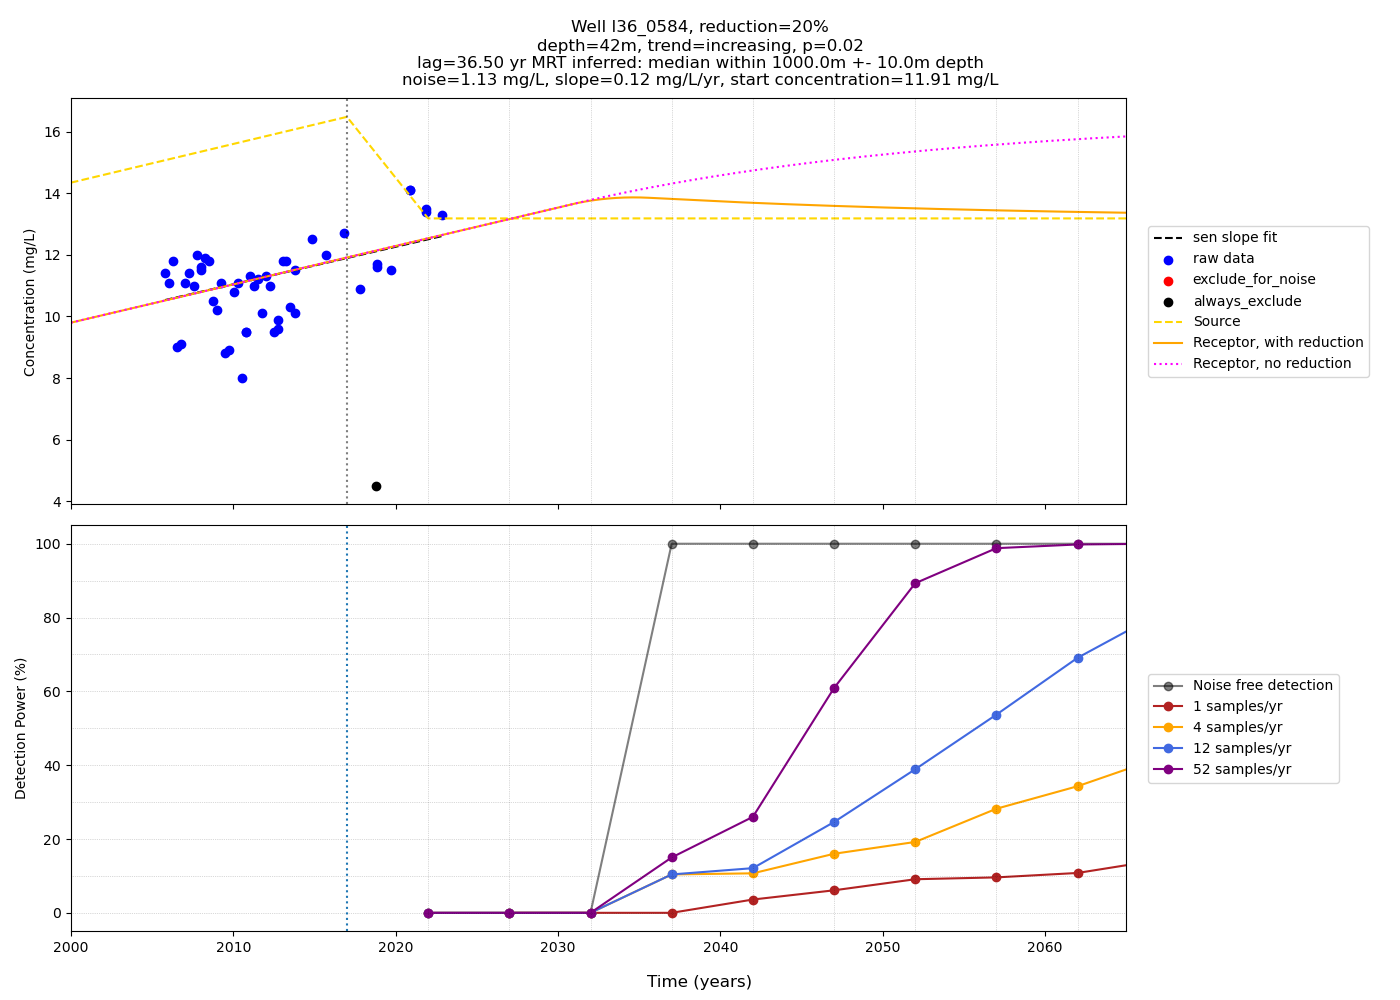 Well l36_0584, reduction=20%
depth=42m, trend=increasing, p=0.02
lag=36.50 yr MRT inferred: median within 1000.0m +- 10.0m depth
noise=1.13 mg/L, slope=0.12 mg/L/yr, start concentration=11.91 mg/L
Concentration (mg/L)
16
14
12
10
8
6
4
sen slope fit
raw data
exclude_for_noise
always_exclude
Source
Receptor, with reduction
Receptor, no reduction
Detection Power (%)
100
80
60
40
20
0
Noise free detection
1 samples/yr
4 samples/yr
12 samples/yr
52 samples/yr
2000 2010 2020 2030 2040 2050 2060
Time (years)